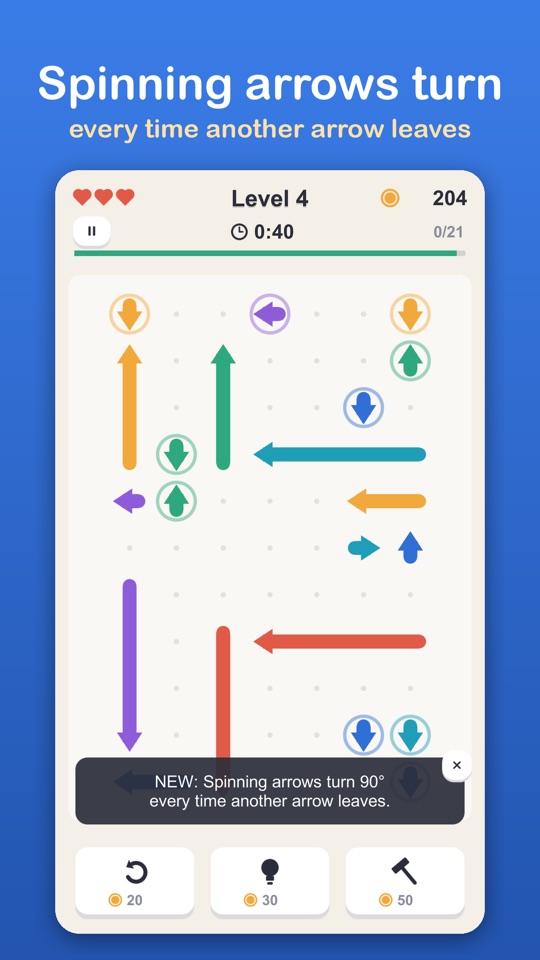 Spinning arrows turn
every time another arrow leaves
Level 4
204
0:40
0/21
NEW: Spinning arrows turn 90°
every time another arrow leaves.
20
30
50